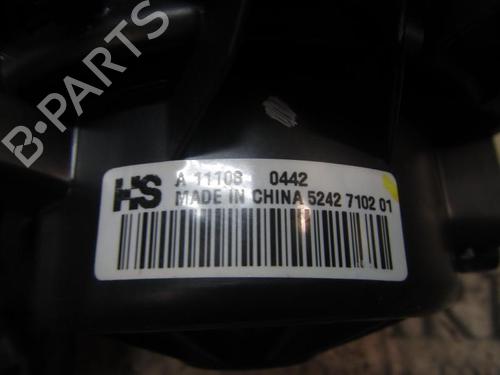 B-PARTS
HS A 11108 0442
MADE IN CHINA 5242 7102 01